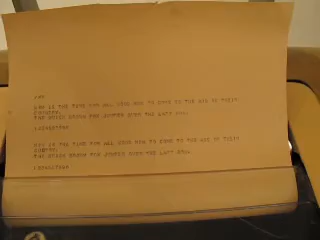 NOW IS THE TIME FOR ALL GOOD MEN TO COME TO THE AID OF THEIR
COUNTRY.
THE QUICK BROWN FOX JUMPED OVER THE LAZY DOG.
1234567890
NOW IS THE TIME FOR ALL GOOD MEN TO COME TO THE AID OF THEIR
COUNTRY.
THE QUICK BROWN FOX JUMPED OVER THE LAZY DOG.
1234567890